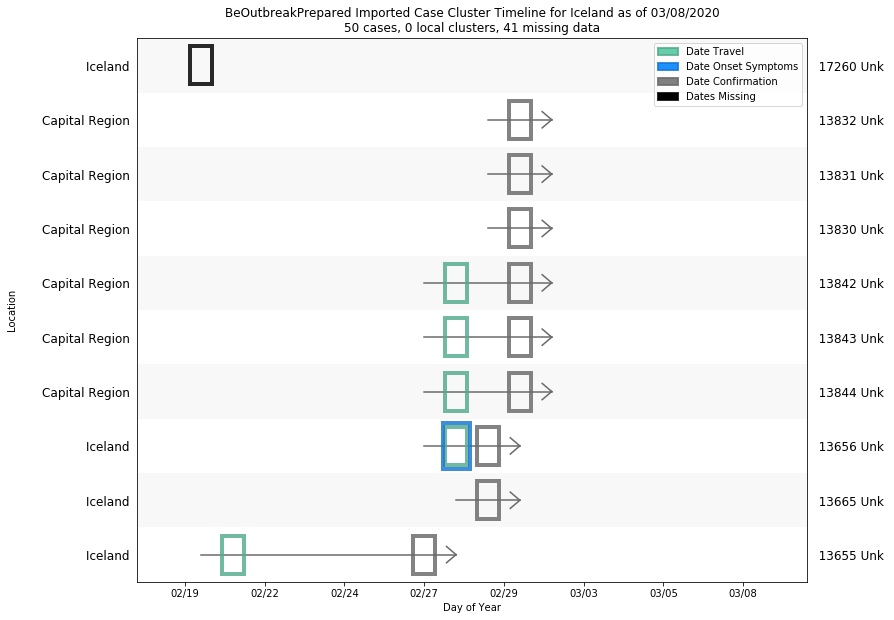 BeOutbreakPrepared Imported Case Cluster Timeline for Iceland as of 03/08/2020
50 cases, 0 local clusters, 41 missing data
Date Travel
Date Onset Symptoms
Date Confirmation
Dates Missing
Iceland 17260 Unk
Capital Region 13832 Unk
Capital Region 13831 Unk
Capital Region 13830 Unk
Capital Region 13842 Unk
Capital Region 13843 Unk
Capital Region 13844 Unk
Iceland 13656 Unk
Iceland 13665 Unk
Iceland 13655 Unk
Location
02/19 02/22 02/24 02/27 02/29 03/03 03/05 03/08
Day of Year